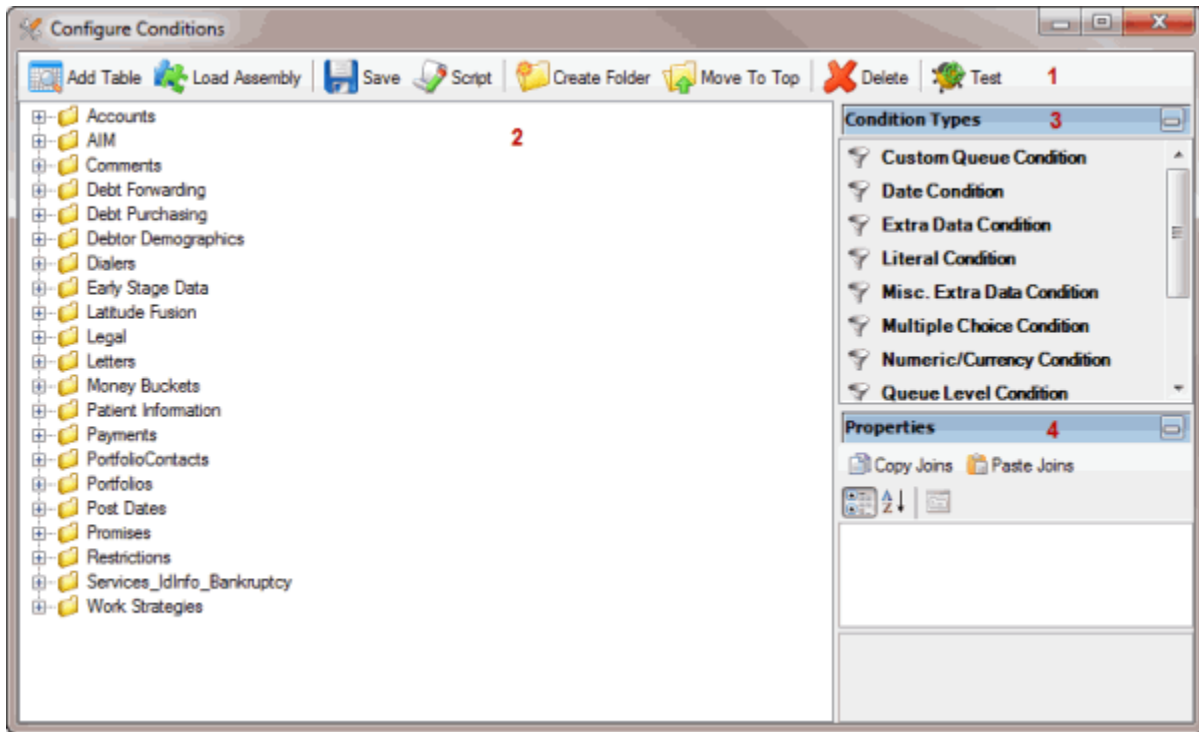 Configure Conditions
Add Table Load Assembly Save Script Create Folder Move To Top Delete Test 1
Accounts
AIM
Comments
Debt Forwarding
Debt Purchasing
Debtor Demographics
Dialers
Early Stage Data
Latitude Fusion
Legal
Letters
Money Buckets
Patient Information
Payments
PortfolioContacts
Portfolios
Post Dates
Promises
Restrictions
Services_IdInfo_Bankruptcy
Work Strategies
2
Condition Types 3
Custom Queue Condition
Date Condition
Extra Data Condition
Literal Condition
Misc. Extra Data Condition
Multiple Choice Condition
Numeric/Currency Condition
Queue Level Condition
Properties 4
Copy Joins Paste Joins
A
Z